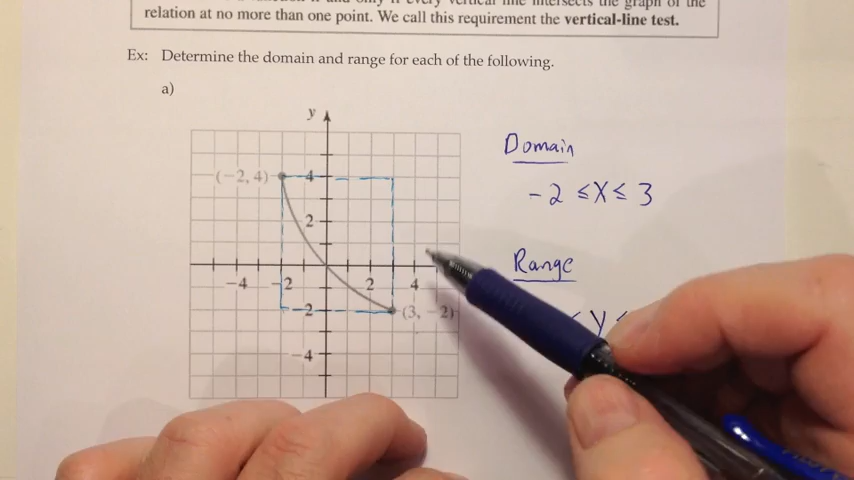 relation at no more than one point. We call this requirement the vertical-line test.
Ex: Determine the domain and range for each of the following.
a)
y
Domain
(-2, 4) 4
-2 ≤ X ≤ 3
2
Range
-4 -2 2 4
-2 (3, -2)
≤ Y ≤
-4